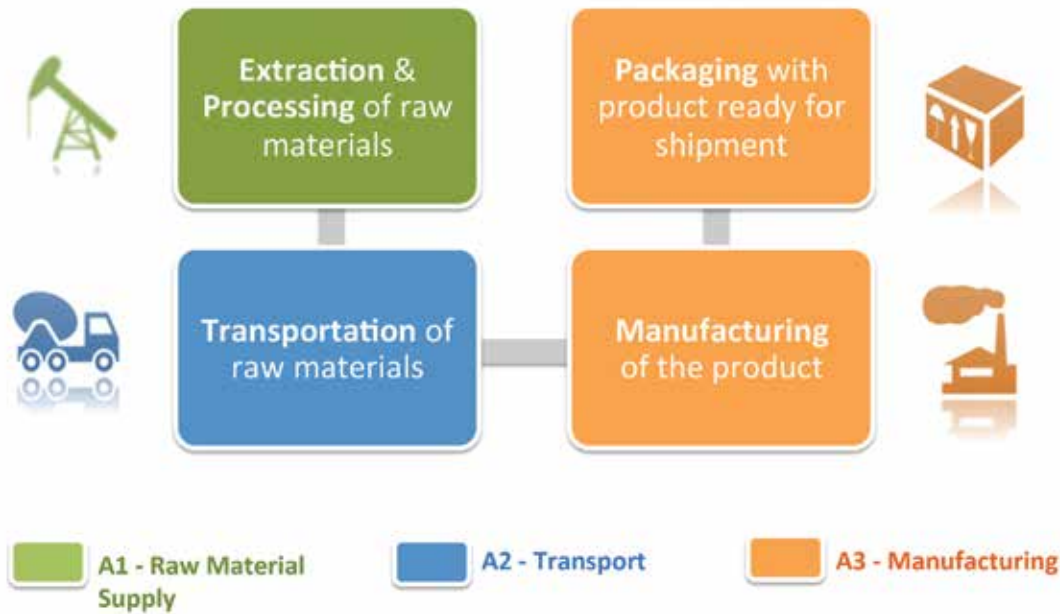 Extraction &
Processing of raw
materials
Packaging with
product ready for
shipment
Transportation of
raw materials
Manufacturing
of the product
A1 - Raw Material
Supply
A2 - Transport
A3 - Manufacturing